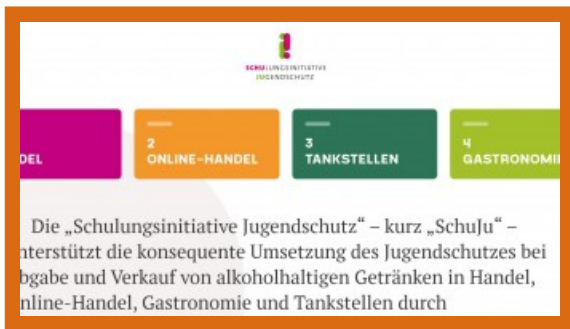 SCHULUNGSINITIATIVE
JUGENDSCHUTZ
DEL
2
ONLINE-HANDEL
3
TANKSTELLEN
4
GASTRONOMIE
Die „Schulungsinitiative Jugendschutz“ – kurz „SchuJu“ –
nterstützt die konsequente Umsetzung des Jugendschutzes bei
bgabe und Verkauf von alkoholhaltigen Getränken in Handel,
nline-Handel, Gastronomie und Tankstellen durch